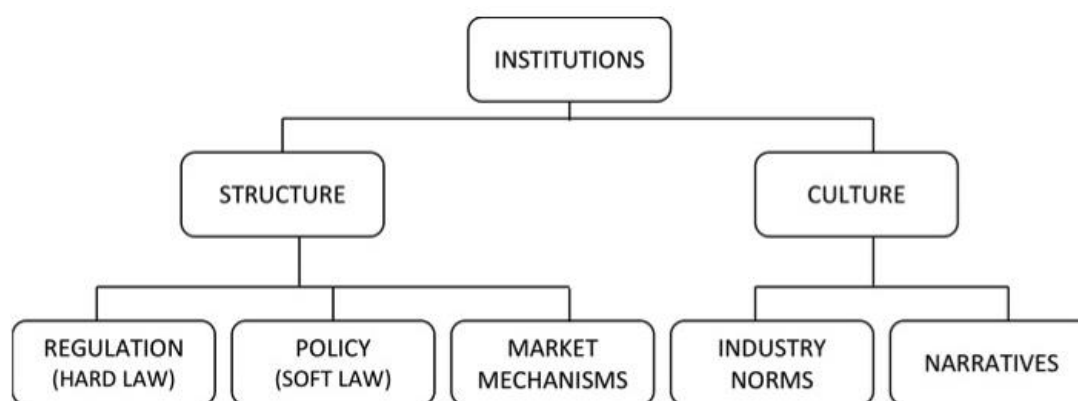 INSTITUTIONS
STRUCTURE
CULTURE
REGULATION
(HARD LAW)
POLICY
(SOFT LAW)
MARKET
MECHANISMS
INDUSTRY
NORMS
NARRATIVES